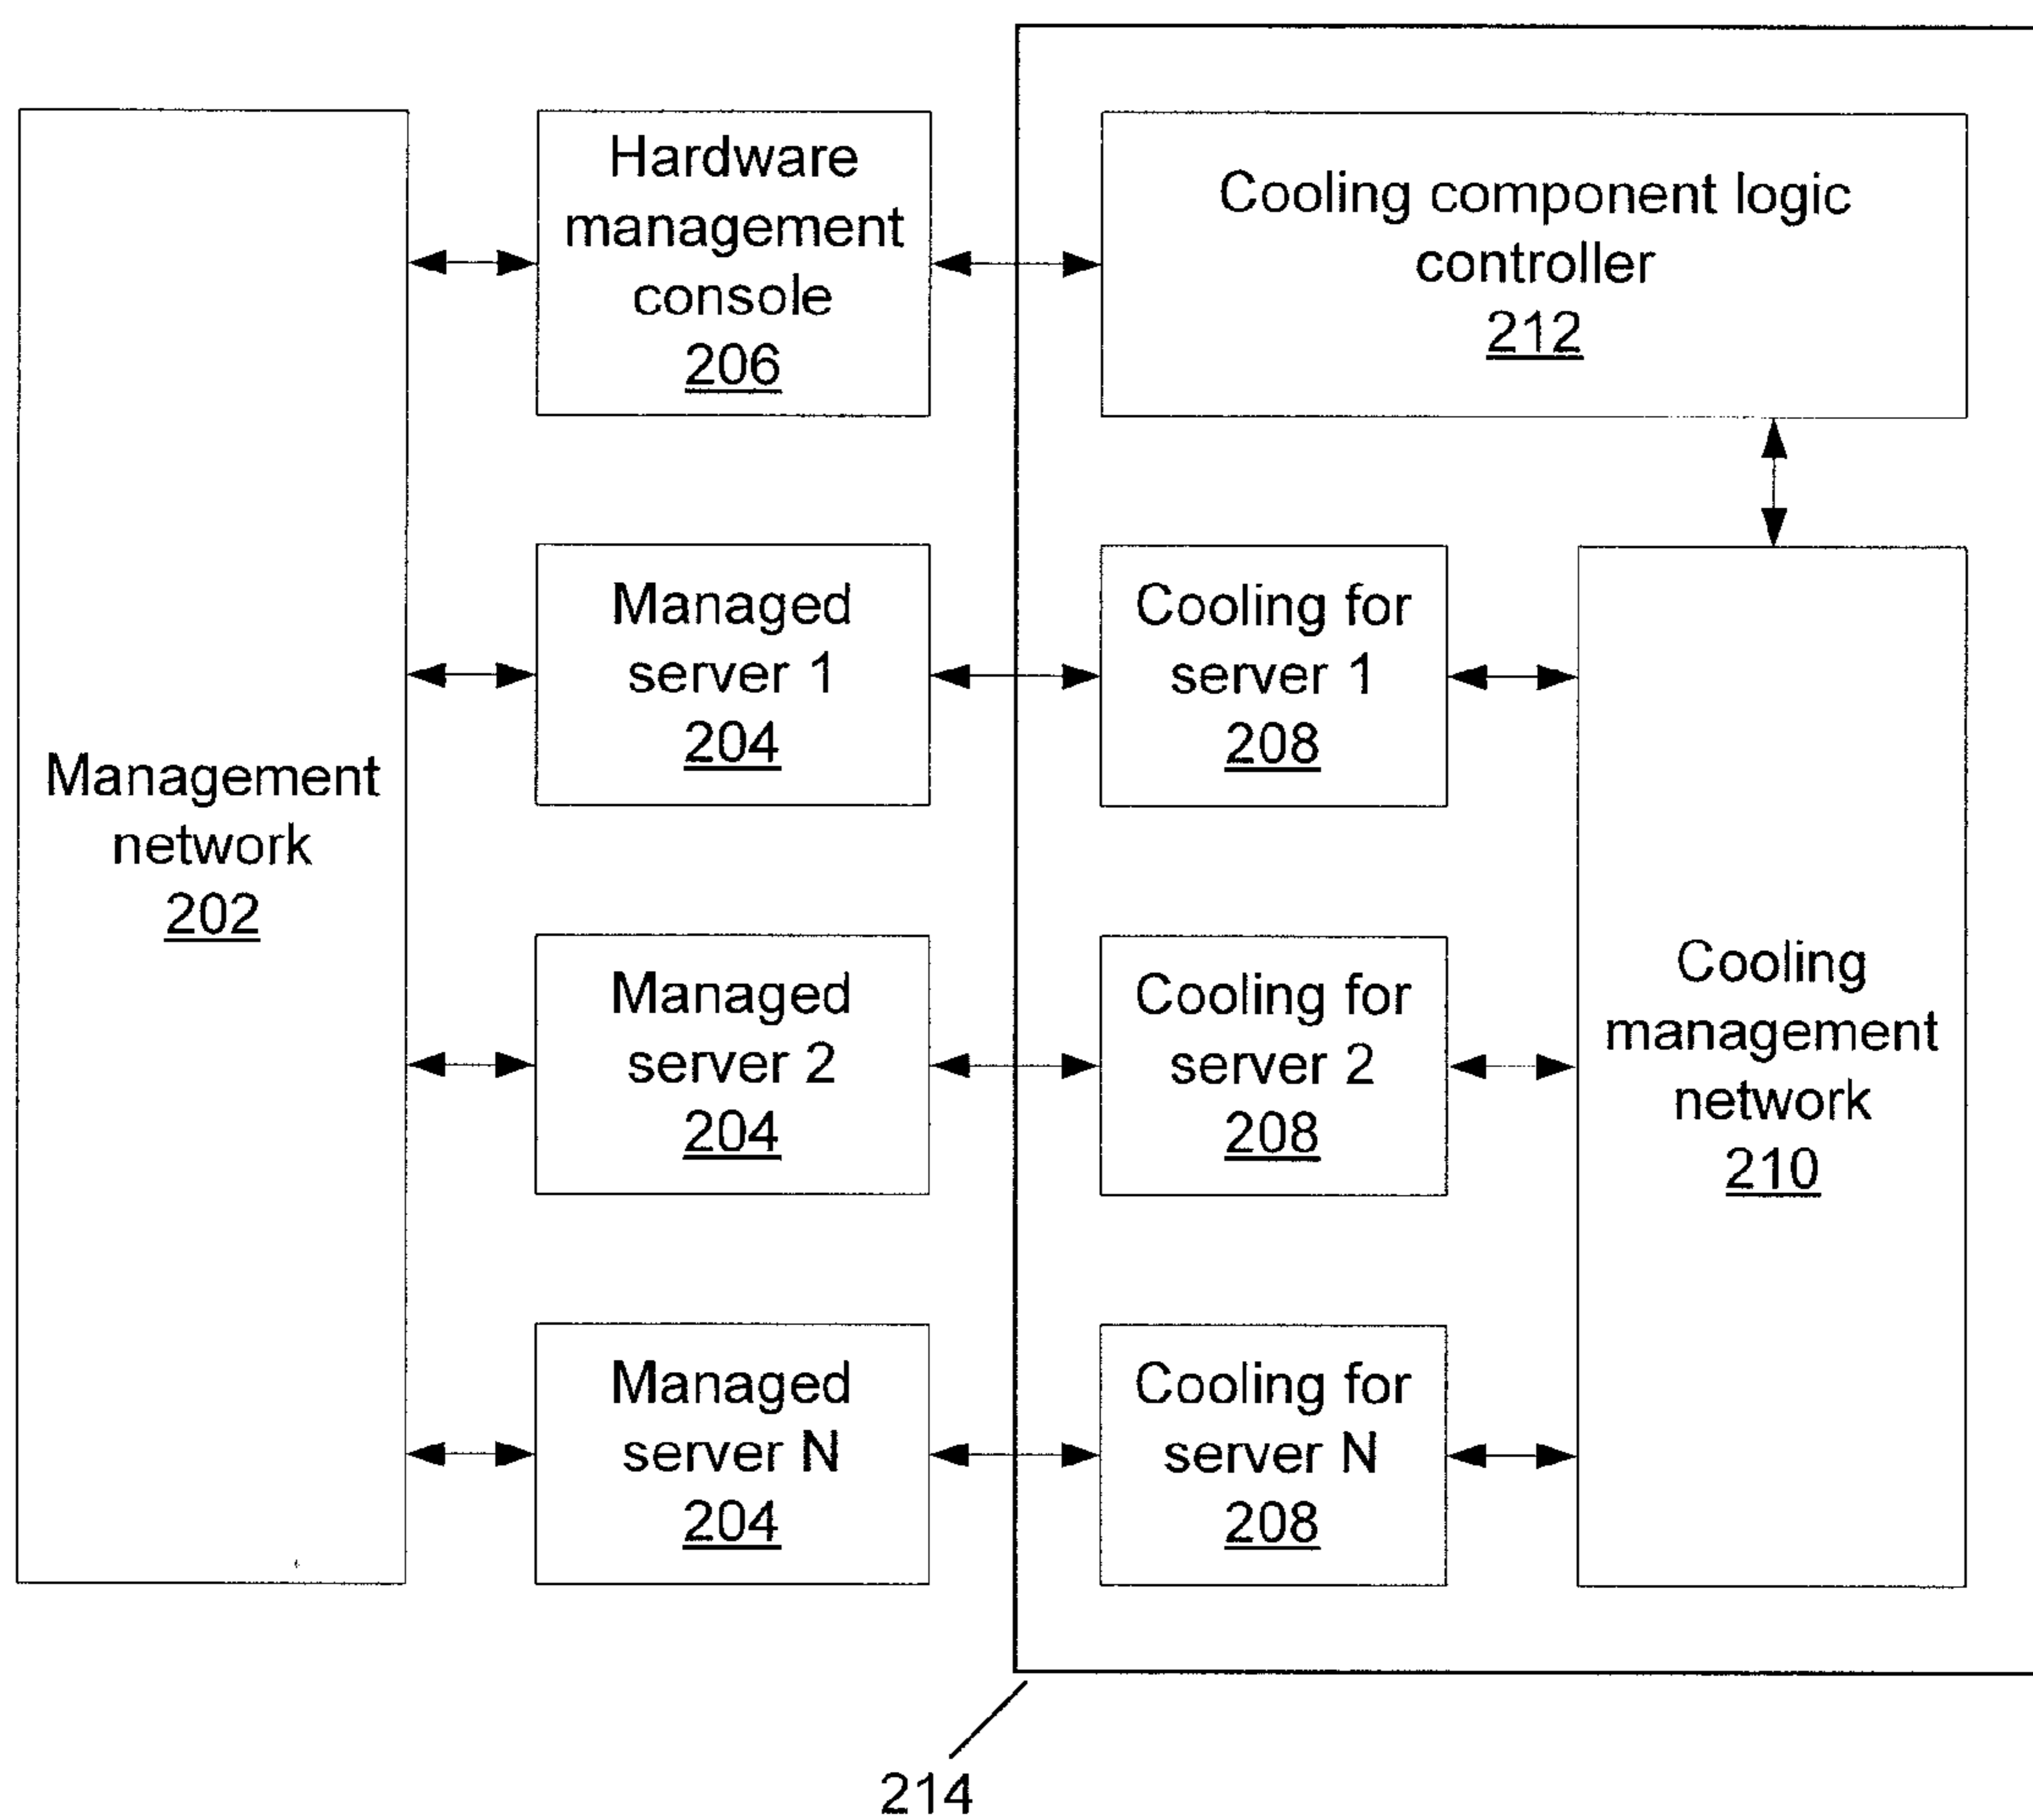 Management
network
202
Hardware
management
console
206
Cooling component logic
controller
212
Managed
server 1
204
Cooling for
server 1
208
Managed
server 2
204
Cooling for
server 2
208
Cooling
management
network
210
Managed
server N
204
Cooling for
server N
208
214